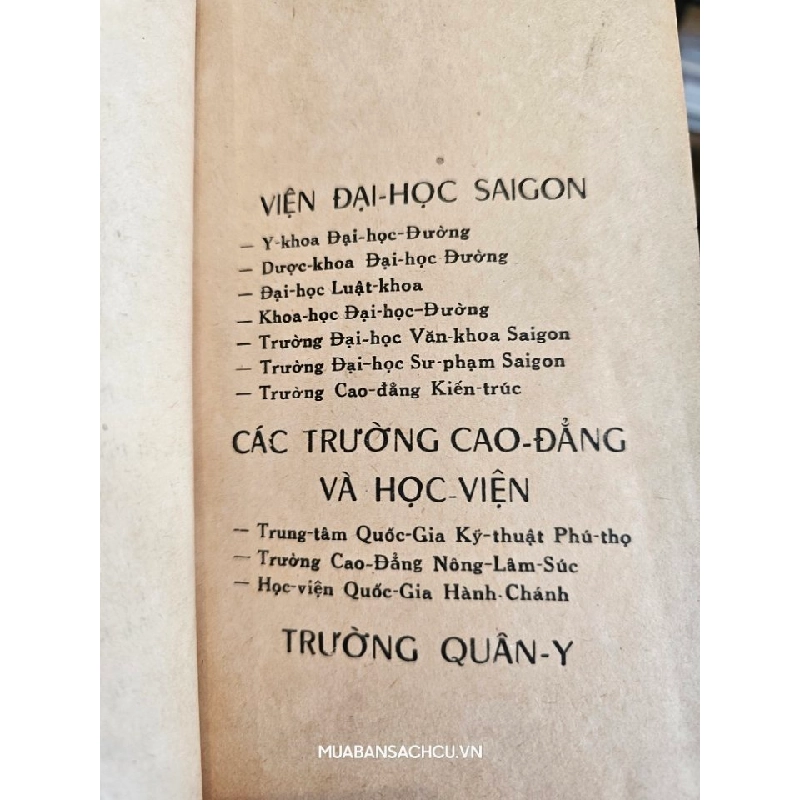 VIỆN ĐẠI-HỌC SAIGON
— Y-khoa Đại-học-Đường
— Dược-khoa Đại-học Đường
— Đại-học Luật-khoa
— Khoa-học Đại-học-Đường
— Trường Đại-học Văn-khoa Saigon
— Trường Đại-học Sư-phạm Saigon
— Trường Cao-đẳng Kiến-trúc
CÁC TRƯỜNG CAO-ĐẲNG
VÀ HỌC-VIỆN
— Trung-tâm Quốc-Gia Kỹ-thuật Phú-thọ
— Trường Cao-Đẳng Nông-Lâm-Súc
— Học-viện Quốc-Gia Hành-Chánh
TRƯỜNG QUÂN-Y
MUABANSACHCU.VN